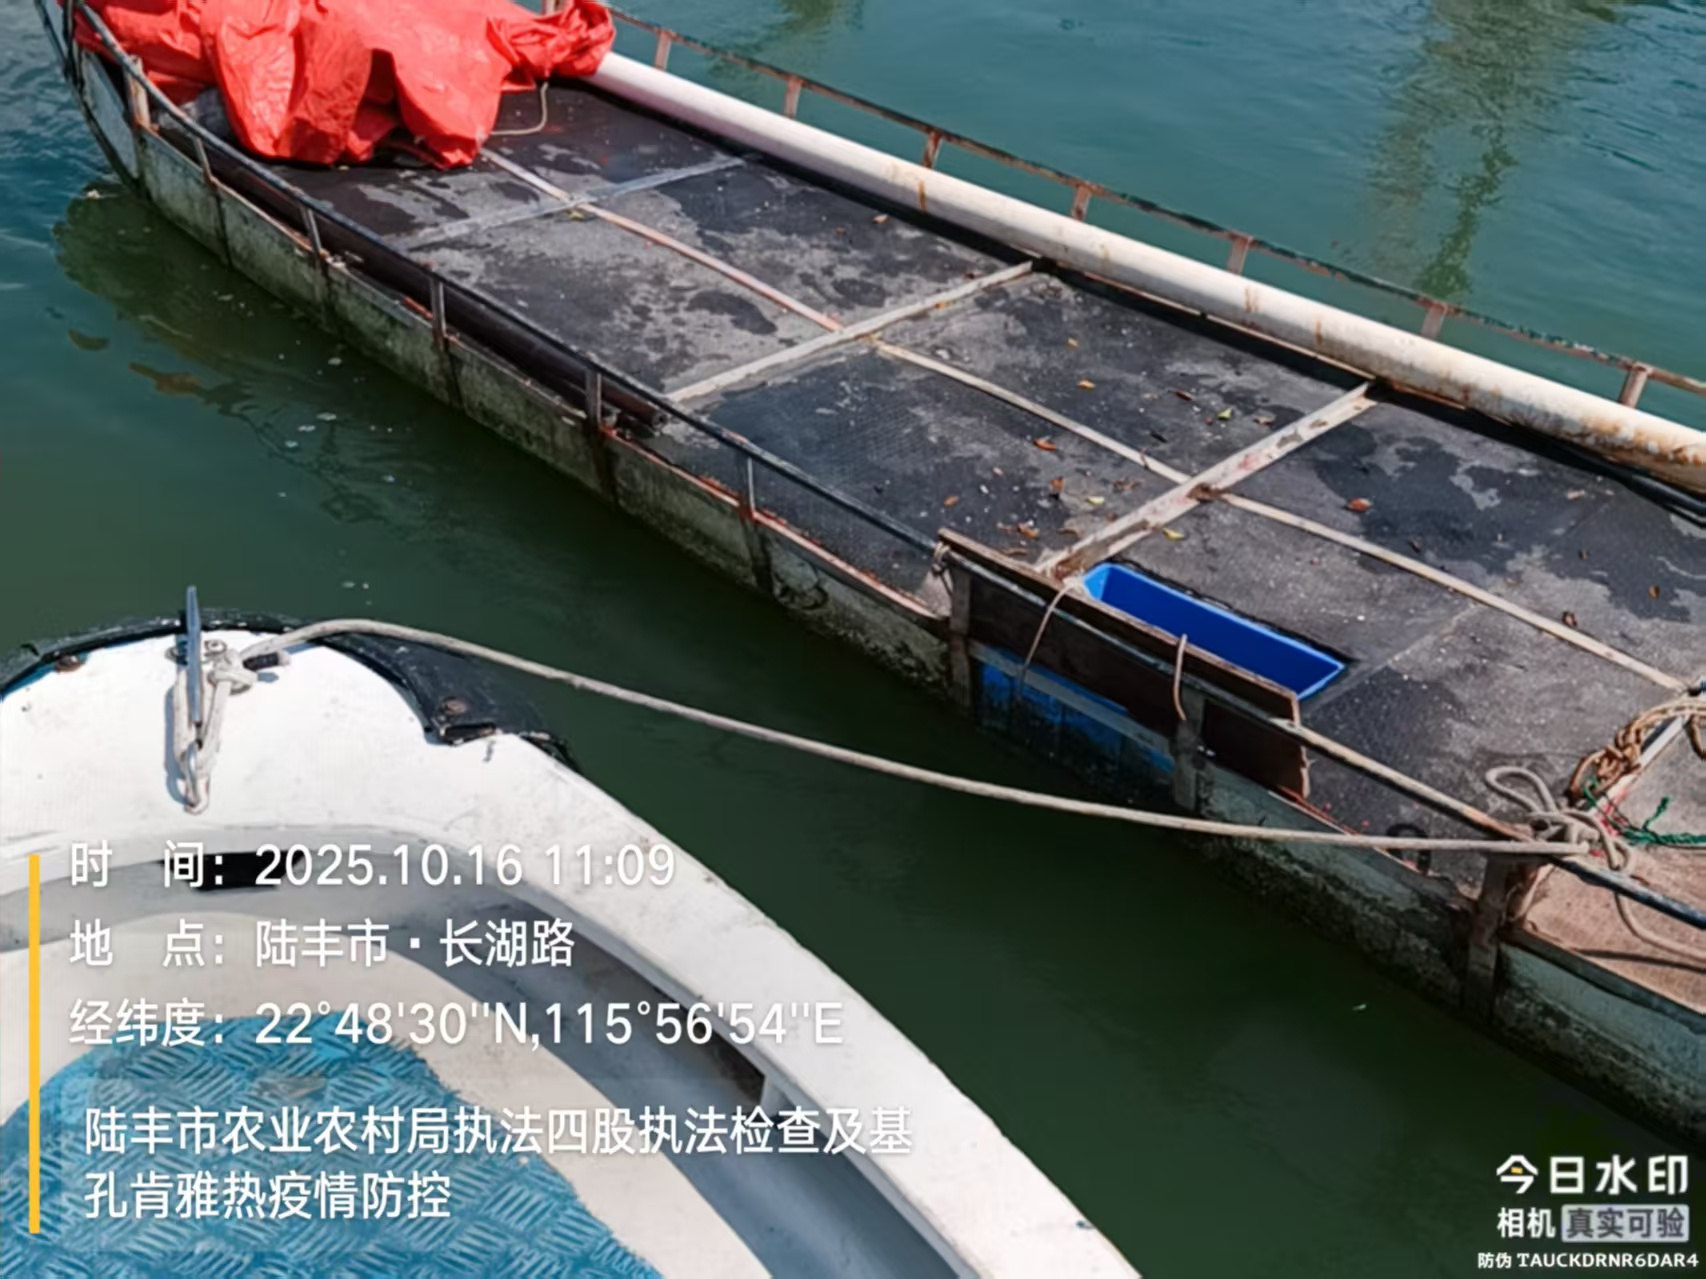 时 间：2025.10.16 11:09
地 点：陆丰市·长湖路
经纬度：22°48'30"N,115°56'54"E
陆丰市农业农村局执法四股执法检查及基
孔肯雅热疫情防控
今日水印
相机 真实可验
防伪 TAUCKDRNR6DAR4